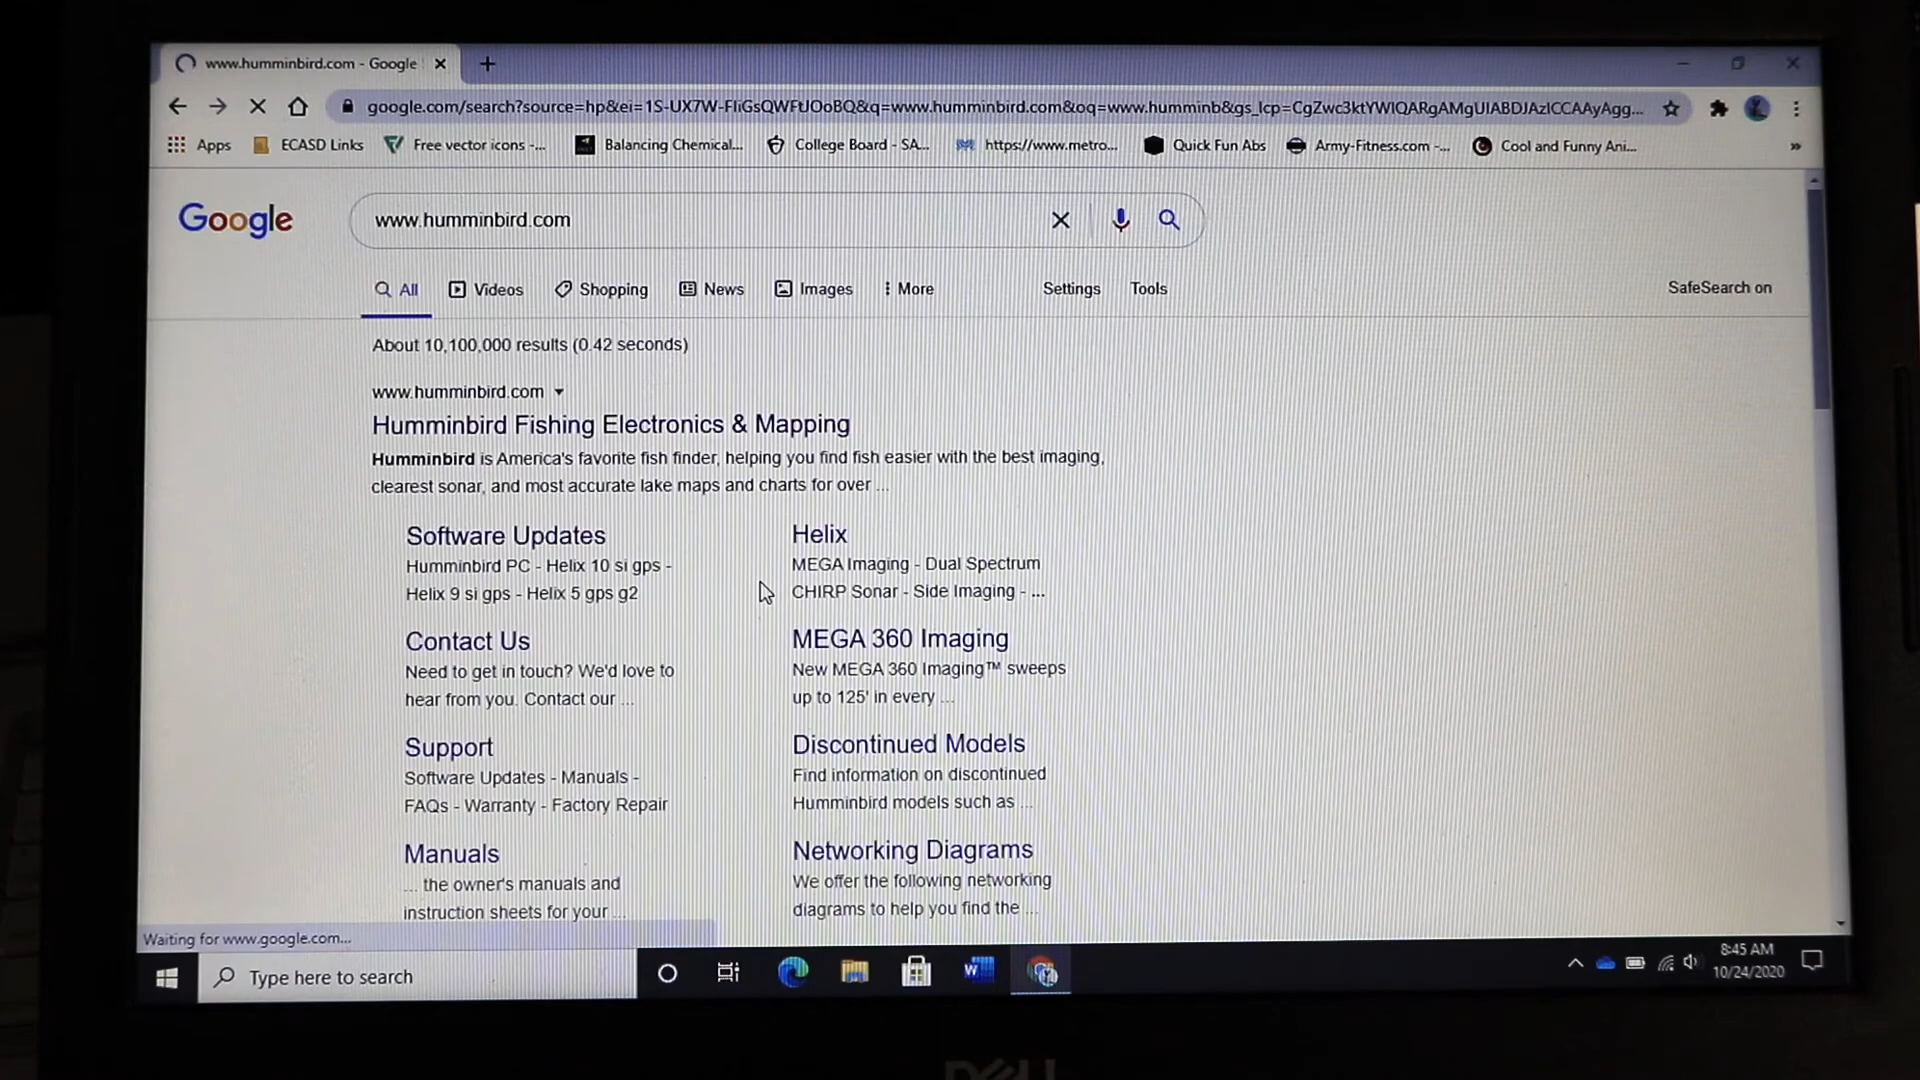 www.humminbird.com - Google
google.com/search?source=hp&ei=1S-UX7W-FIiGsQWFtJOoBQ&q=www.humminbird.com&oq=www.humminb&gs_lcp=CgZwc3ktYWIQARgAMgUIABDJAzICCAAyAgg...
Apps ECASD Links Free vector icons -... Balancing Chemical... College Board - SA... https://www.metro... Quick Fun Abs Army-Fitness.com -... Cool and Funny Ani... »
Google www.humminbird.com
All Videos Shopping News Images More Settings Tools SafeSearch on
About 10,100,000 results (0.42 seconds)
www.humminbird.com
Humminbird Fishing Electronics & Mapping
Humminbird is America's favorite fish finder, helping you find fish easier with the best imaging,
clearest sonar, and most accurate lake maps and charts for over ...
Software Updates
Humminbird PC - Helix 10 si gps -
Helix 9 si gps - Helix 5 gps g2
Helix
MEGA Imaging - Dual Spectrum
CHIRP Sonar - Side Imaging - ...
Contact Us
Need to get in touch? We'd love to
hear from you. Contact our ...
MEGA 360 Imaging
New MEGA 360 Imaging™ sweeps
up to 125' in every ...
Support
Software Updates - Manuals -
FAQs - Warranty - Factory Repair
Discontinued Models
Find information on discontinued
Humminbird models such as ...
Manuals
... the owner's manuals and
instruction sheets for your ...
Networking Diagrams
We offer the following networking
diagrams to help you find the ...
Waiting for www.google.com...
Type here to search
W
8:45 AM
10/24/2020
DELL